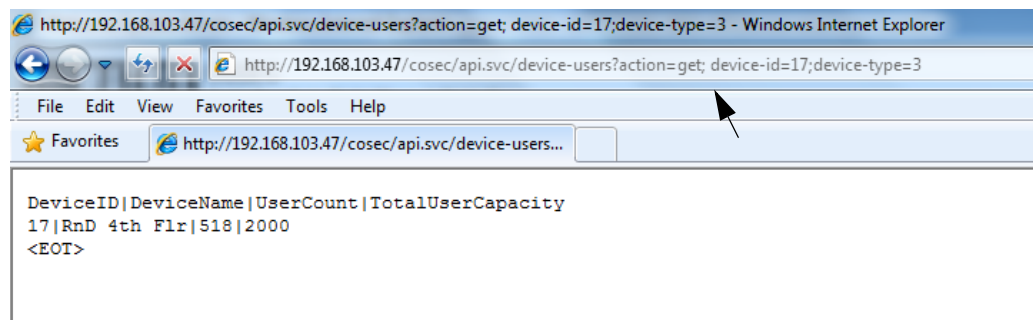 http://192.168.103.47/cosec/api.svc/device-users?action=get; device-id=17;device-type=3 - Windows Internet Explorer
http://192.168.103.47/cosec/api.svc/device-users?action=get; device-id=17;device-type=3
File Edit View Favorites Tools Help
Favorites http://192.168.103.47/cosec/api.svc/device-users...
DeviceID|DeviceName|UserCount|TotalUserCapacity
17|RnD 4th Flr|518|2000
<EOT>